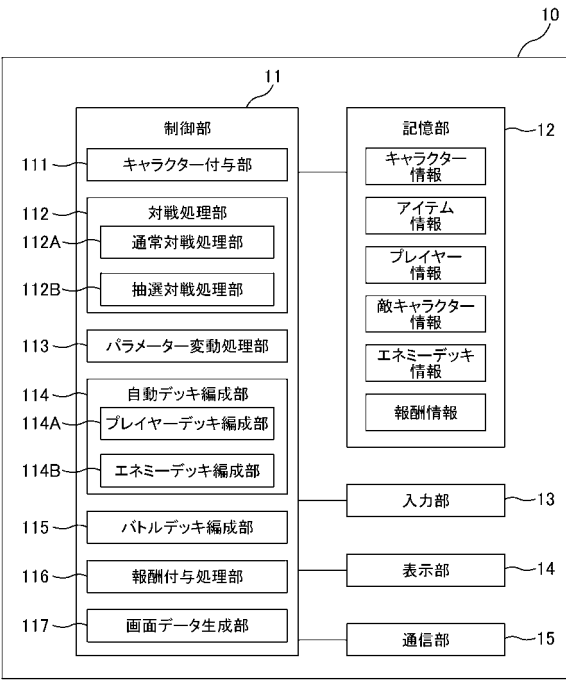 10
11
制御部
111
キャラクター付与部
112
対戦処理部
112A
通常対戦処理部
112B
抽選対戦処理部
113
パラメーター変動処理部
114
自動デッキ編成部
114A
プレイヤーデッキ編成部
114B
エネミーデッキ編成部
115
バトルデッキ編成部
116
報酬付与処理部
117
画面データ生成部
記憶部
12
キャラクター
情報
アイテム
情報
プレイヤー
情報
敵キャラクター
情報
エネミーデッキ
情報
報酬情報
入力部
13
表示部
14
通信部
15